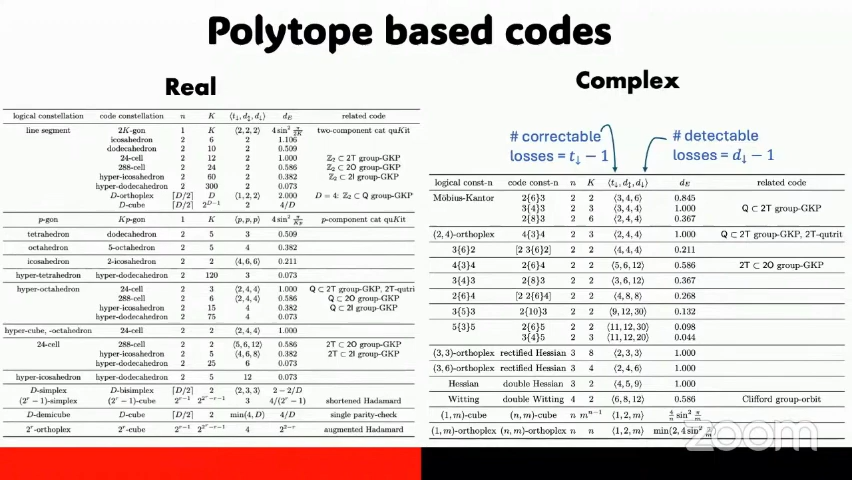 Polytope based codes
Real
logical constellation code constellation n K ⟨t↓, d↕, d↓⟩ dE related code
line segment 2K-gon 1 K ⟨2, 2, 2⟩ 4 sin² π/2K two-component cat quKit
icosahedron 2 6 2 1.106
dodecahedron 2 10 2 0.509
24-cell 2 12 2 1.000 ℤ₂ ⊂ 2T group-GKP
288-cell 2 24 2 0.586 ℤ₂ ⊂ 2O group-GKP
hyper-icosahedron 2 60 2 0.382 ℤ₂ ⊂ 2I group-GKP
hyper-dodecahedron 2 300 2 0.073
D-orthoplex ⌈D/2⌉ D ⟨1, 2, 2⟩ 2.000 D = 4: ℤ₂ ⊂ Q group-GKP
D-cube ⌈D/2⌉ 2^{D−1} 2 4/D
p-gon Kp-gon 1 K ⟨p, p, p⟩ 4 sin² π/Kp p-component cat quKit
tetrahedron dodecahedron 2 5 3 0.509
octahedron 5-octahedron 2 5 4 0.382
icosahedron 2-icosahedron 2 2 ⟨4, 6, 6⟩ 0.211
hyper-tetrahedron hyper-dodecahedron 2 120 3 0.073
hyper-octahedron 24-cell 2 3 ⟨2, 4, 4⟩ 1.000 Q ⊂ 2T group-GKP, 2T-qutri
288-cell 2 6 ⟨2, 4, 4⟩ 0.586 Q ⊂ 2O group-GKP
hyper-icosahedron 2 15 4 0.382 Q ⊂ 2I group-GKP
hyper-dodecahedron 2 75 4 0.073
hyper-cube, -octahedron 24-cell 2 2 ⟨2, 4, 4⟩ 1.000
24-cell 288-cell 2 2 ⟨5, 6, 12⟩ 0.586 2T ⊂ 2O group-GKP
hyper-icosahedron 2 5 ⟨4, 6, 8⟩ 0.382 2T ⊂ 2I group-GKP
hyper-dodecahedron 2 25 6 0.073
hyper-icosahedron hyper-dodecahedron 2 5 12 0.073
D-simplex D-bisimplex ⌈D/2⌉ 2 ⟨2, 3, 3⟩ 2 − 2/D
(2^r−1)-simplex (2^r−1)-cube 2^{r−1} 2^{2^r−r−1} 3 4/(2^r−1) shortened Hadamard
D-demicube D-cube ⌈D/2⌉ 2 min(4, D) 4/D single parity-check
2^r-orthoplex 2^r-cube 2^{r−1} 2^{2^r−r−1} 4 2^{2−r} augmented Hadamard
Complex
# correctable losses = t↓ − 1
# detectable losses = d↓ − 1
logical const-n code const-n n K ⟨t↓, d↕, d↓⟩ dE related code
Möbius-Kantor 2{6}3 2 2 ⟨3, 4, 6⟩ 0.845
3{4}3 2 3 ⟨3, 4, 4⟩ 1.000 Q ⊂ 2T group-GKP
2{8}3 2 6 ⟨2, 4, 4⟩ 0.367
(2,4)-orthoplex 4{3}4 2 3 ⟨2, 4, 4⟩ 1.000 Q ⊂ 2T group-GKP, 2T-qutrit
3{6}2 [2 3{6}2] 2 2 ⟨4, 4, 4⟩ 0.211
4{3}4 2{6}4 2 2 ⟨5, 6, 12⟩ 0.586 2T ⊂ 2O group-GKP
3{4}3 2{8}3 2 2 ⟨3, 6, 12⟩ 0.367
2{6}4 [2 2{6}4] 2 2 ⟨4, 8, 8⟩ 0.268
3{5}3 2{10}3 2 2 ⟨9, 12, 30⟩ 0.132
5{3}5 2{6}5 2 2 ⟨11, 12, 30⟩ 0.098
3{4}5 2 3 ⟨11, 12, 20⟩ 0.044
(3,3)-orthoplex rectified Hessian 3 8 ⟨2, 3, 3⟩ 1.000
(3,6)-orthoplex rectified Hessian 3 4 ⟨2, 4, 6⟩ 1.000
Hessian double Hessian 3 2 ⟨4, 5, 9⟩ 1.000
Witting double Witting 4 2 ⟨6, 8, 12⟩ 0.586 Clifford group-orbit
(1, m)-cube (n, m)-cube n m^{n−1} ⟨1, 2, m⟩ 4/n sin² π/m
(1, m)-orthoplex (n, m)-orthoplex n n ⟨1, 2, m⟩ min(2, 4 sin² π/m)
zoom